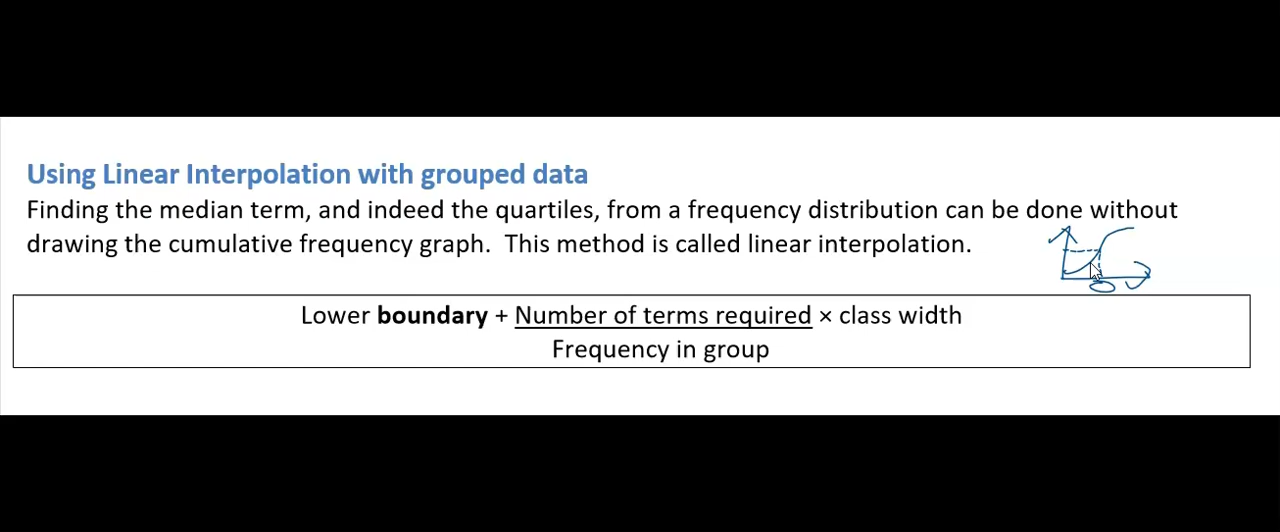 Using Linear Interpolation with grouped data
Finding the median term, and indeed the quartiles, from a frequency distribution can be done without
drawing the cumulative frequency graph. This method is called linear interpolation.
Lower boundary + Number of terms required × class width
Frequency in group